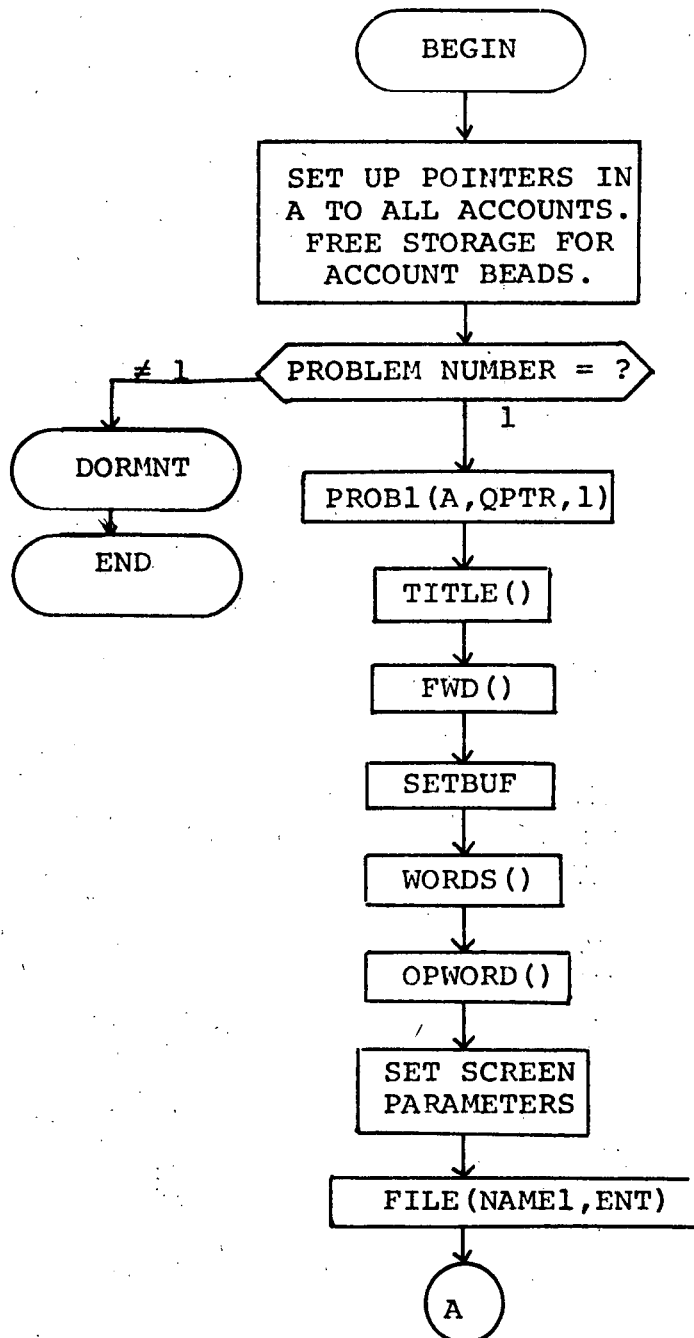 BEGIN
SET UP POINTERS IN
A TO ALL ACCOUNTS.
FREE STORAGE FOR
ACCOUNT BEADS.
≠ 1
PROBLEM NUMBER = ?
1
DORMNT
END
PROB1(A,QPTR,1)
TITLE()
FWD()
SETBUF
WORDS()
OPWORD()
SET SCREEN
PARAMETERS
FILE(NAME1,ENT)
A